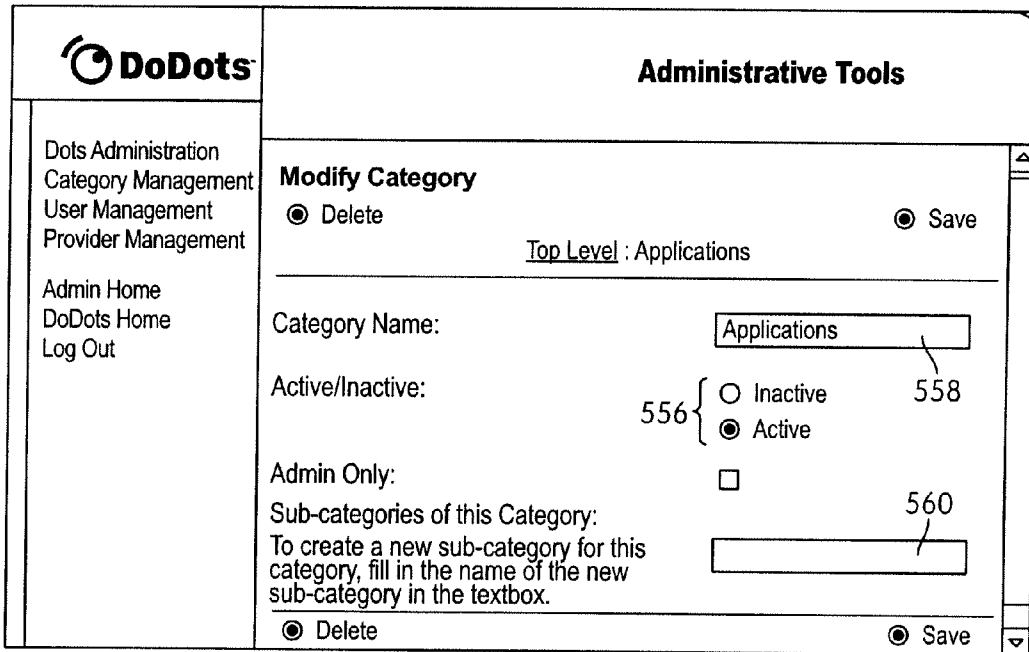 DoDots™
Administrative Tools
Dots Administration
Category Management
User Management
Provider Management
Admin Home
DoDots Home
Log Out
Modify Category
Delete
Save
Top Level : Applications
Category Name:
Applications
558
Active/Inactive:
556
Inactive
Active
Admin Only:
560
Sub-categories of this Category:
To create a new sub-category for this
category, fill in the name of the new
sub-category in the textbox.
Delete
Save